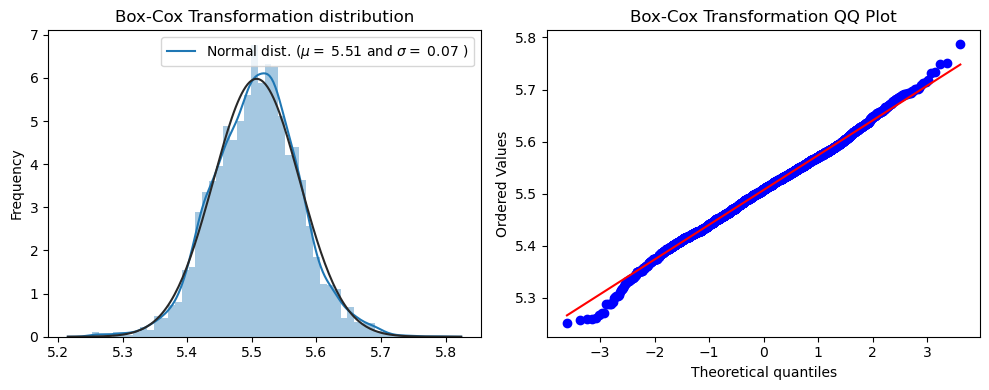 Box-Cox Transformation distribution
Normal dist. (μ = 5.51 and σ = 0.07 )
Frequency
7
6
5
4
3
2
1
0
5.2 5.3 5.4 5.5 5.6 5.7 5.8
Box-Cox Transformation QQ Plot
Ordered Values
5.8
5.7
5.6
5.5
5.4
5.3
−3 −2 −1 0 1 2 3
Theoretical quantiles